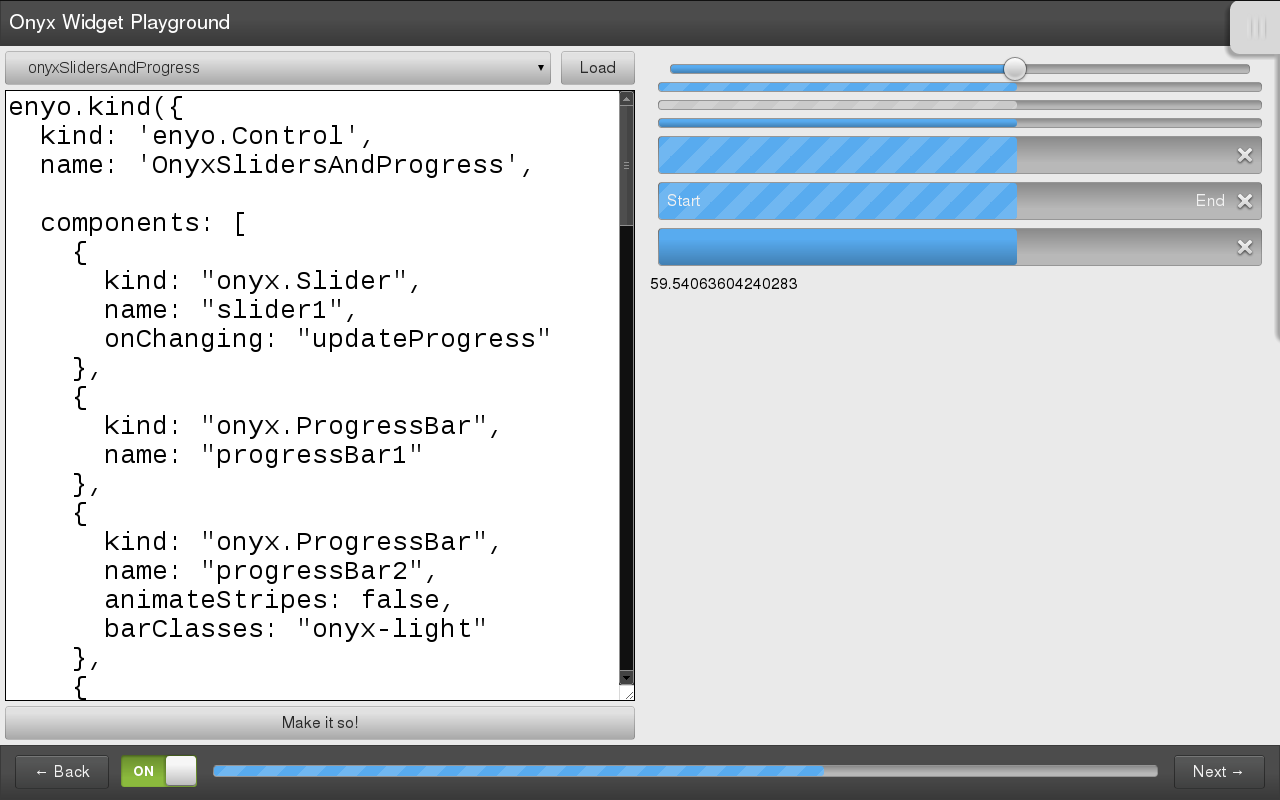 Onyx Widget Playground
onyxSlidersAndProgress
Load
enyo.kind({
kind: 'enyo.Control',
name: 'OnyxSlidersAndProgress',
components: [
{
kind: "onyx.Slider",
name: "slider1",
onChanging: "updateProgress"
},
{
kind: "onyx.ProgressBar",
name: "progressBar1"
},
{
kind: "onyx.ProgressBar",
name: "progressBar2",
animateStripes: false,
barClasses: "onyx-light"
},
{
Make it so!
Start End
59.54063604240283
← Back
ON
Next →